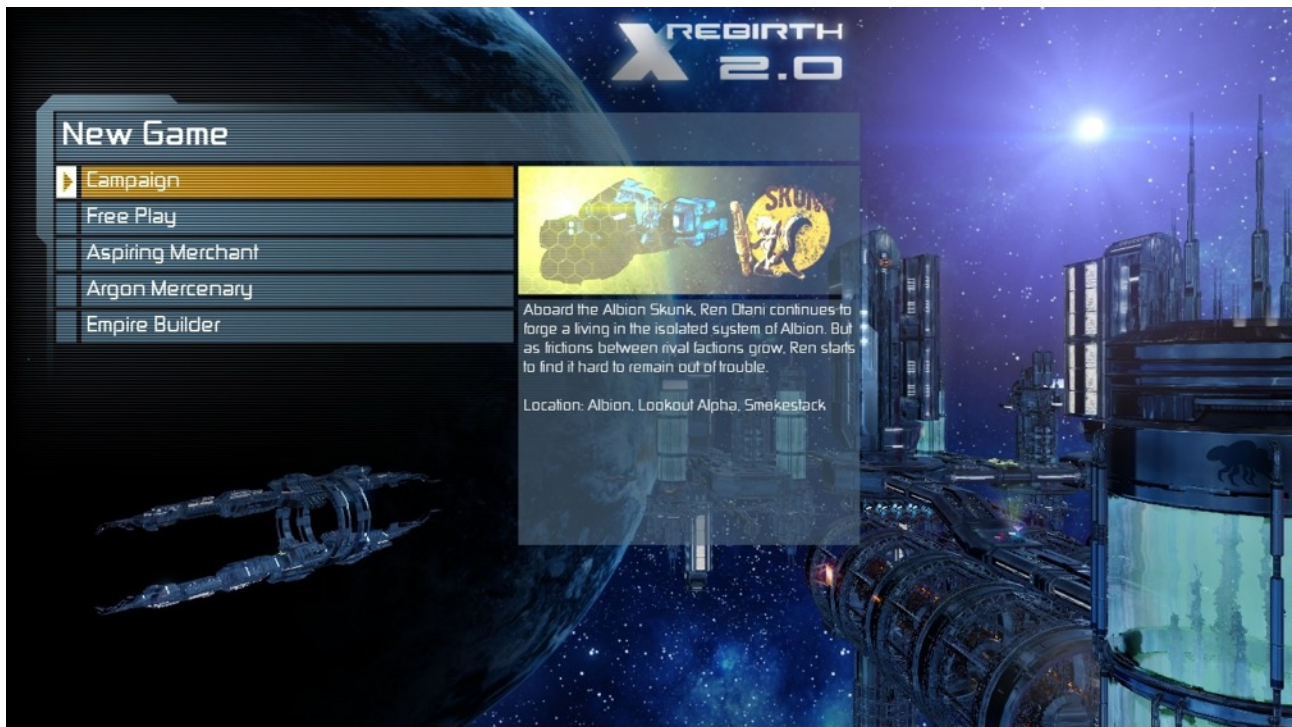 X REBIRTH
2.0
New Game
Campaign
Free Play
Aspiring Merchant
Argon Mercenary
Empire Builder
SKUNK
Aboard the Albion Skunk, Ren Otani continues to
forge a living in the isolated system of Albion. But
as frictions between rival factions grow, Ren starts
to find it hard to remain out of trouble.
Location: Albion, Lookout Alpha, Smokestack